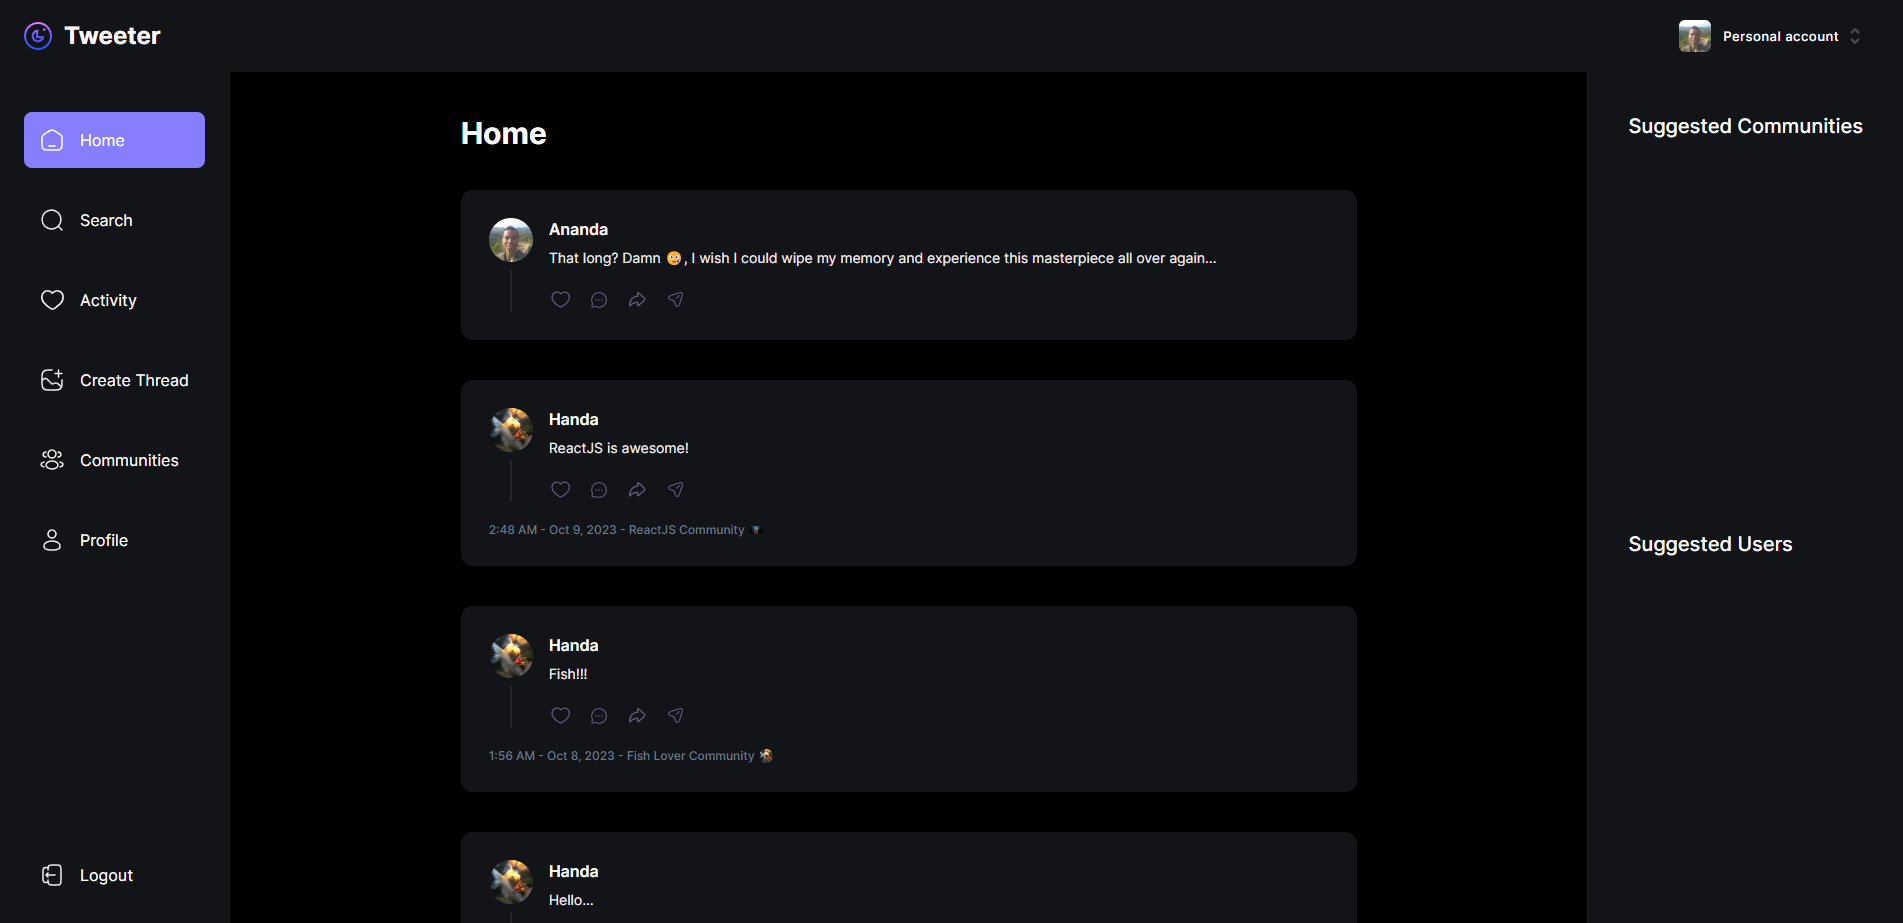 Tweeter
Personal account
Home
Search
Activity
Create Thread
Communities
Profile
Logout
Home
Ananda
That long? Damn 😳, I wish I could wipe my memory and experience this masterpiece all over again...
Handa
ReactJS is awesome!
2:48 AM - Oct 9, 2023 - ReactJS Community
Handa
Fish!!!
1:56 AM - Oct 8, 2023 - Fish Lover Community
Handa
Hello...
Suggested Communities
Suggested Users